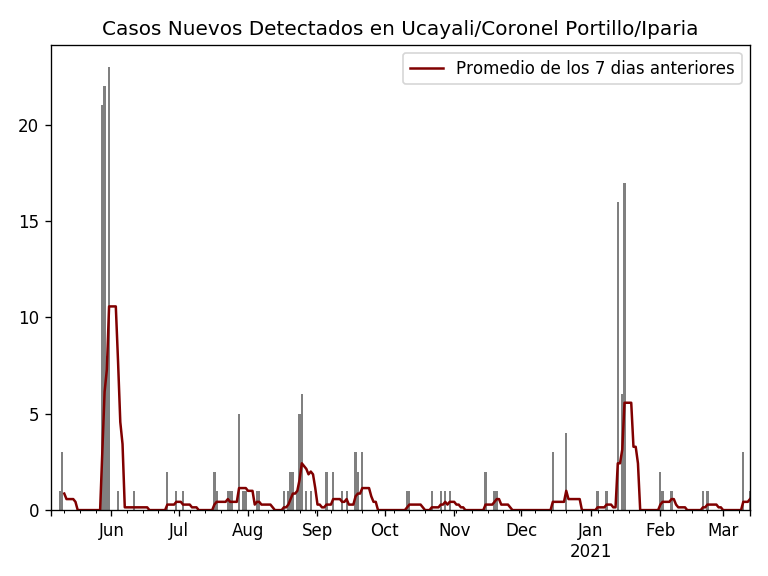 Casos Nuevos Detectados en Ucayali/Coronel Portillo/Iparia
Promedio de los 7 dias anteriores
20
15
10
5
0
Jun Jul Aug Sep Oct Nov Dec Jan Feb Mar
2021